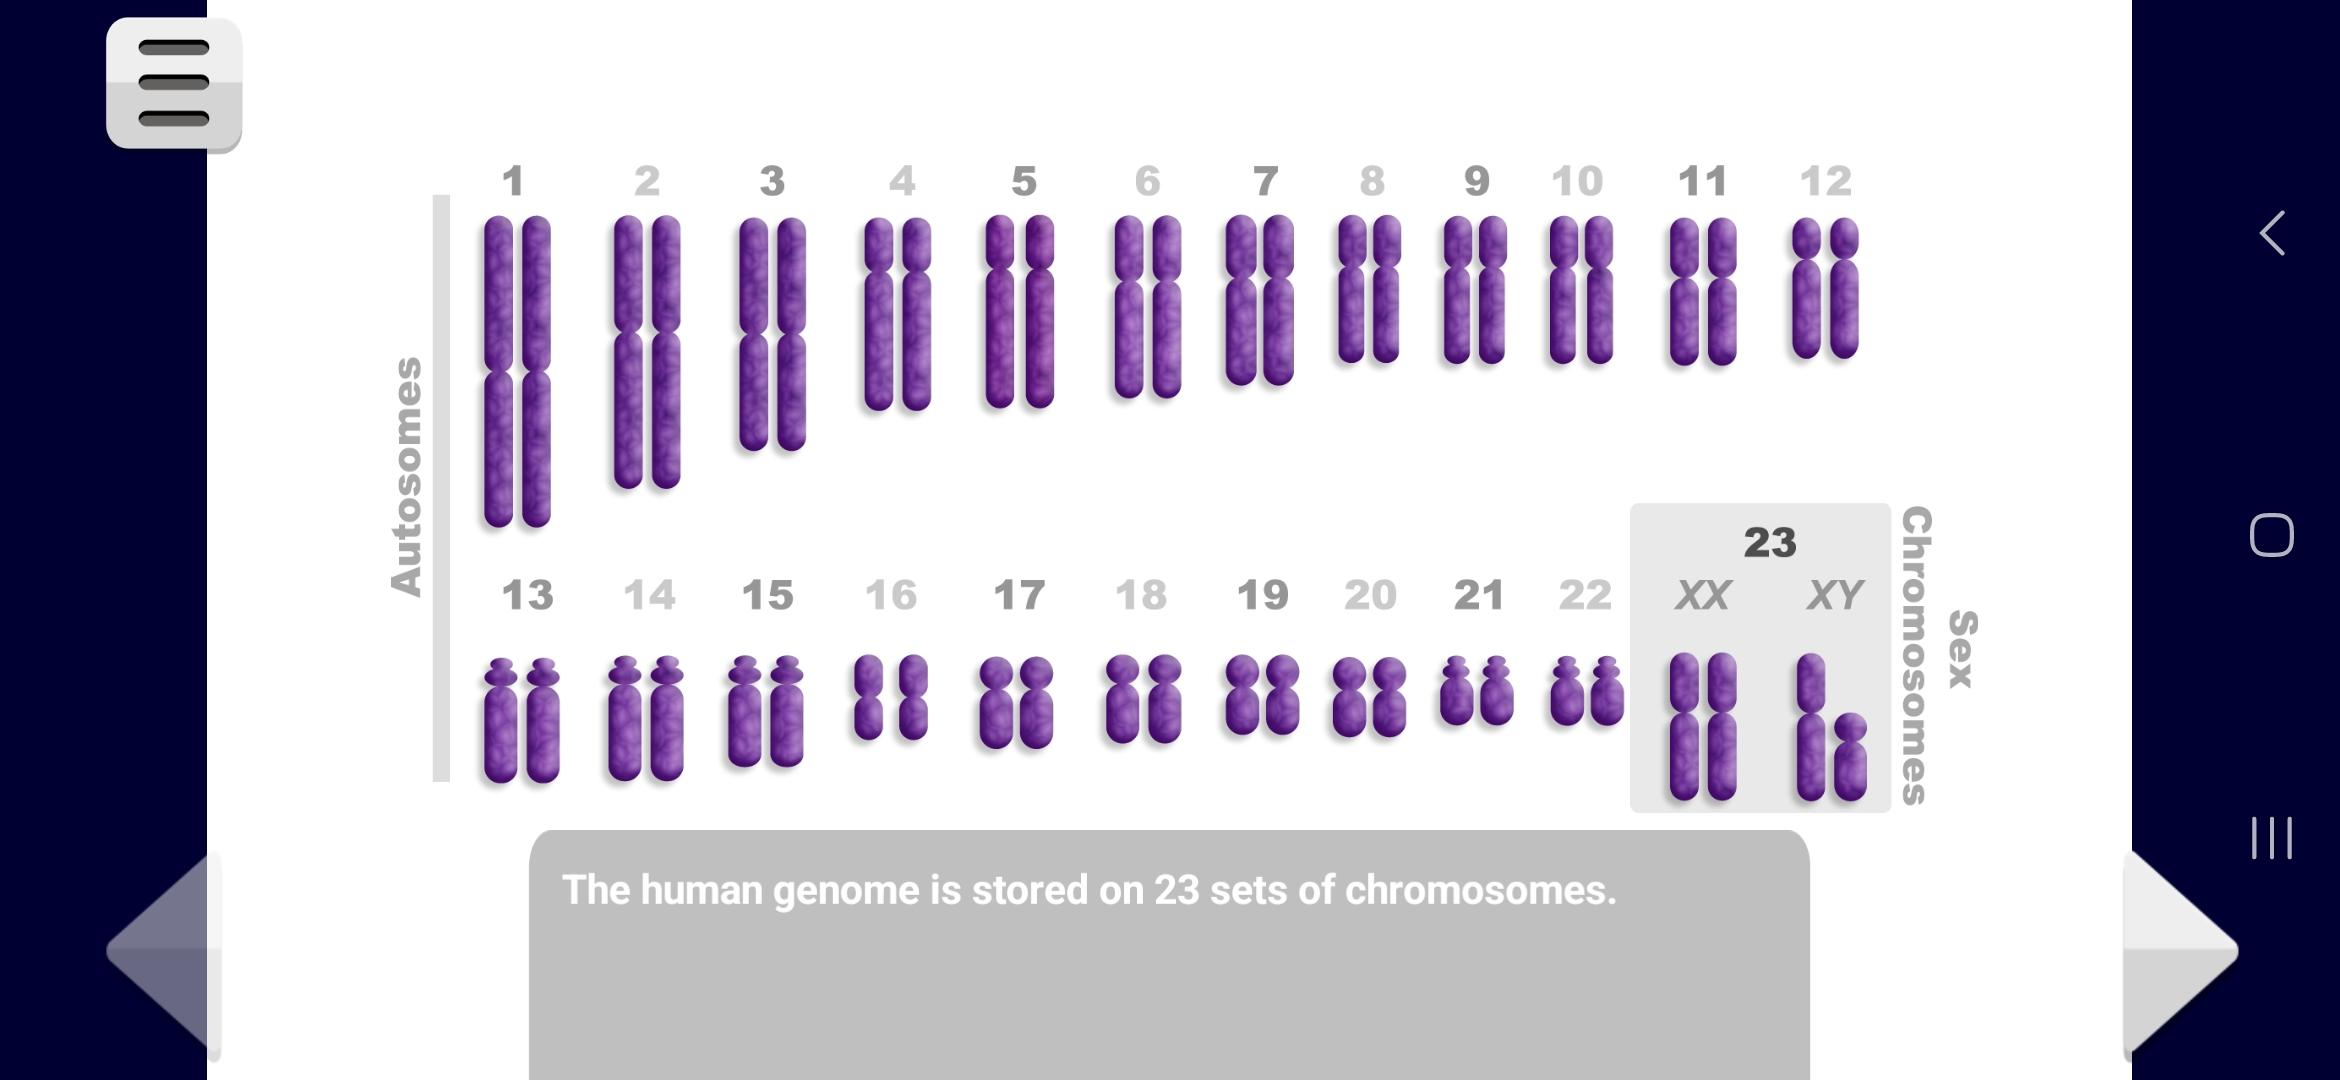 1 2 3 4 5 6 7 8 9 10 11 12
Autosomes
13 14 15 16 17 18 19 20 21 22
23
XX XY
Sex
Chromosomes
The human genome is stored on 23 sets of chromosomes.